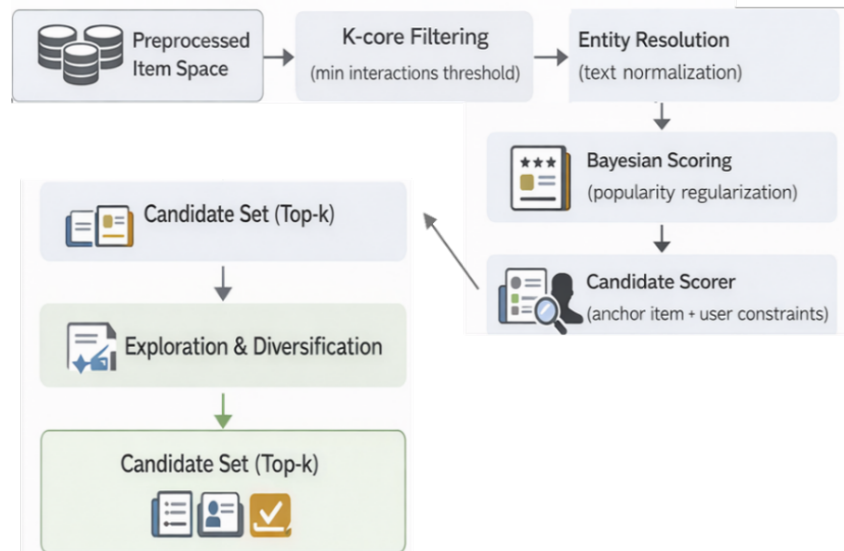 Preprocessed
Item Space
K-core Filtering
(min interactions threshold)
Entity Resolution
(text normalization)
Bayesian Scoring
(popularity regularization)
Candidate Scorer
(anchor item + user constraints)
Candidate Set (Top-k)
Exploration & Diversification
Candidate Set (Top-k)